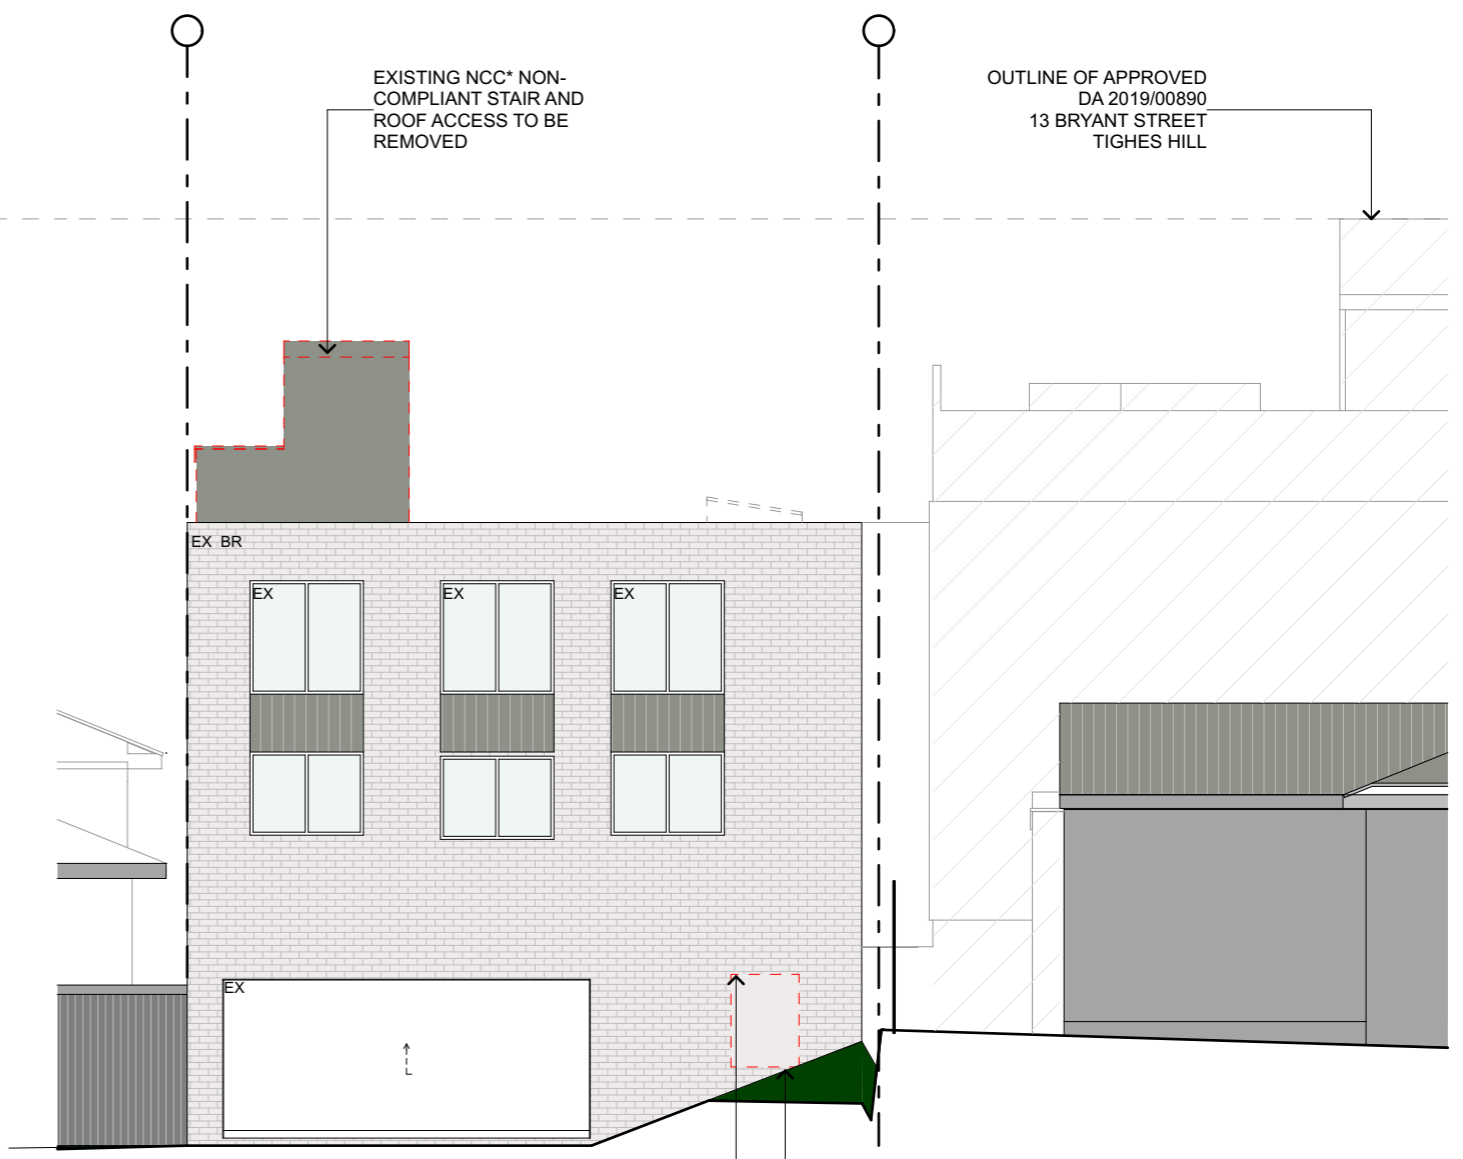 EXISTING NCC* NON-
COMPLIANT STAIR AND
ROOF ACCESS TO BE
REMOVED
OUTLINE OF APPROVED
DA 2019/00890
13 BRYANT STREET
TIGHES HILL
EX BR
EX
EX
EX
EX